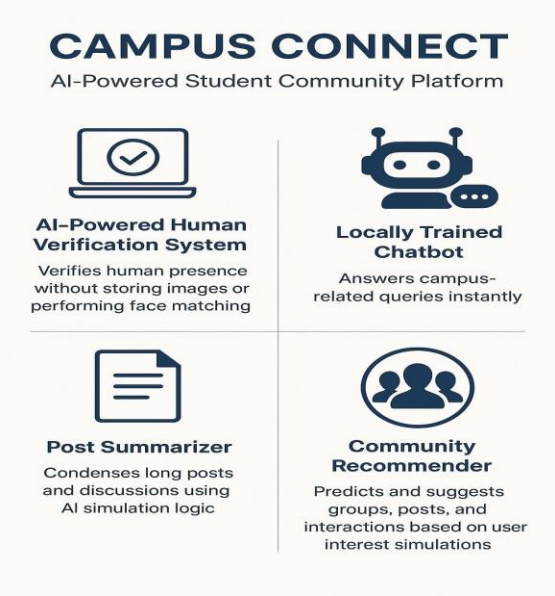 CAMPUS CONNECT
AI-Powered Student Community Platform
AI-Powered Human
Verification System
Verifies human presence
without storing images or
performing face matching
Locally Trained
Chatbot
Answers campus-
related queries instantly
Post Summarizer
Condenses long posts
and discussions using
AI simulation logic
Community
Recommender
Predicts and suggests
groups, posts, and
interactions based on user
interest simulations